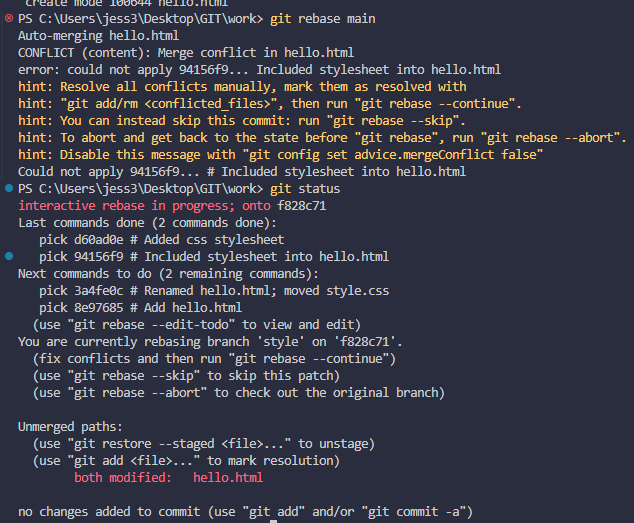 create mode 100644 hello.html
PS C:\Users\jess3\Desktop\GIT\work> git rebase main
Auto-merging hello.html
CONFLICT (content): Merge conflict in hello.html
error: could not apply 94156f9... Included stylesheet into hello.html
hint: Resolve all conflicts manually, mark them as resolved with
hint: "git add/rm <conflicted_files>", then run "git rebase --continue".
hint: You can instead skip this commit: run "git rebase --skip".
hint: To abort and get back to the state before "git rebase", run "git rebase --abort".
hint: Disable this message with "git config set advice.mergeConflict false"
Could not apply 94156f9... # Included stylesheet into hello.html
PS C:\Users\jess3\Desktop\GIT\work> git status
interactive rebase in progress; onto f828c71
Last commands done (2 commands done):
   pick d60ad0e # Added css stylesheet
   pick 94156f9 # Included stylesheet into hello.html
Next commands to do (2 remaining commands):
   pick 3a4fe0c # Renamed hello.html; moved style.css
   pick 8e97685 # Add hello.html
  (use "git rebase --edit-todo" to view and edit)
You are currently rebasing branch 'style' on 'f828c71'.
  (fix conflicts and then run "git rebase --continue")
  (use "git rebase --skip" to skip this patch)
  (use "git rebase --abort" to check out the original branch)

Unmerged paths:
  (use "git restore --staged <file>..." to unstage)
  (use "git add <file>..." to mark resolution)
        both modified:   hello.html

no changes added to commit (use "git add" and/or "git commit -a")